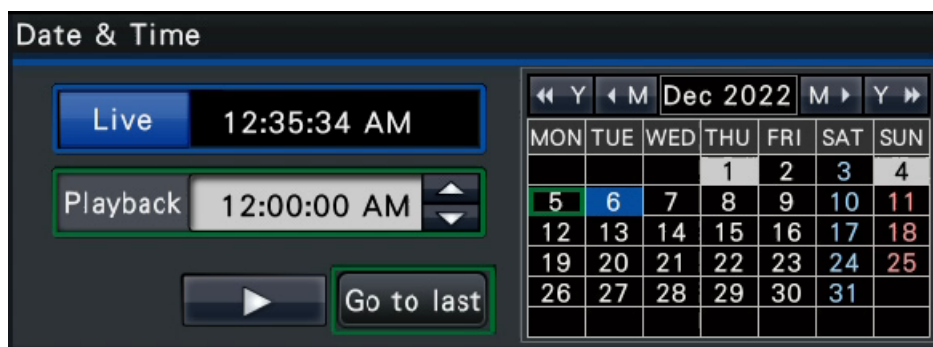 Date & Time
Live 12:35:34 AM
Playback 12:00:00 AM
Go to last
Y M Dec 2022 M Y
MON TUE WED THU FRI SAT SUN
1 2 3 4
5 6 7 8 9 10 11
12 13 14 15 16 17 18
19 20 21 22 23 24 25
26 27 28 29 30 31